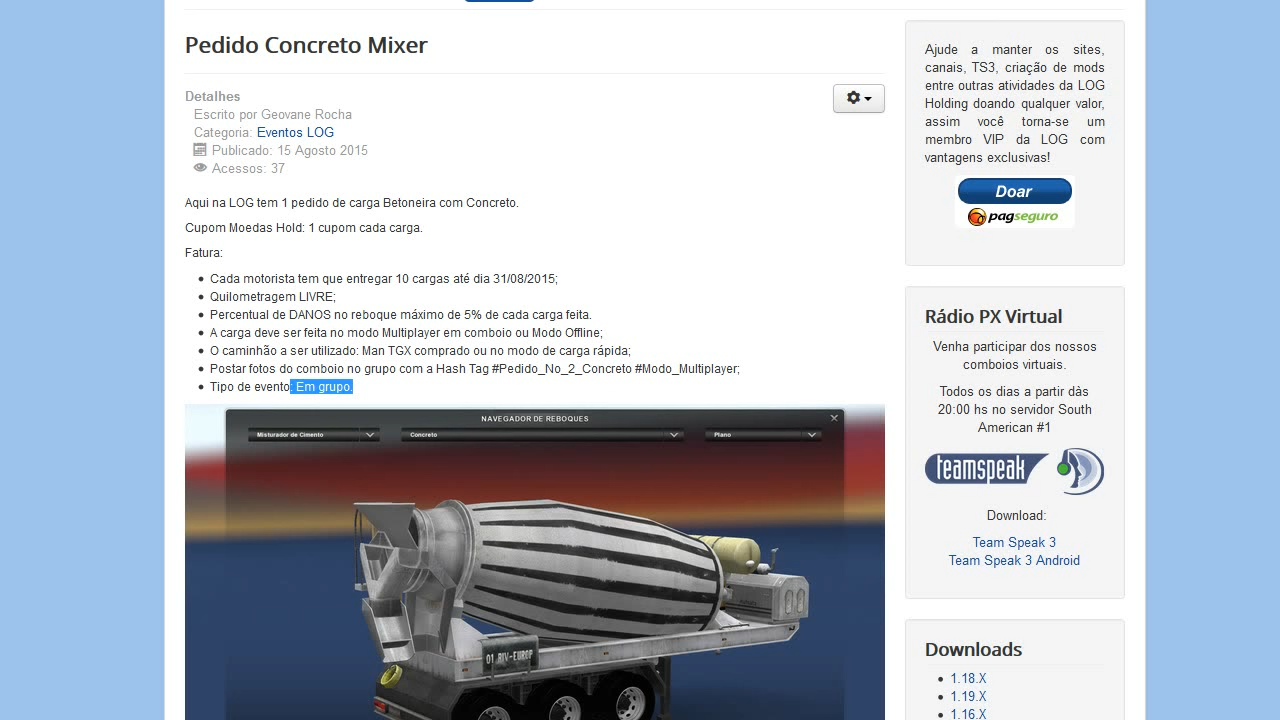 Pedido Concreto Mixer
Detalhes
Escrito por Geovane Rocha
Categoria: Eventos LOG
Publicado: 15 Agosto 2015
Acessos: 37
Aqui na LOG tem 1 pedido de carga Betoneira com Concreto.
Cupom Moedas Hold: 1 cupom cada carga.
Fatura:
Cada motorista tem que entregar 10 cargas até dia 31/08/2015;
Quilometragem LIVRE;
Percentual de DANOS no reboque máximo de 5% de cada carga feita.
A carga deve ser feita no modo Multiplayer em comboio ou Modo Offline;
O caminhão a ser utilizado: Man TGX comprado ou no modo de carga rápida;
Postar fotos do comboio no grupo com a Hash Tag #Pedido_No_2_Concreto #Modo_Multiplayer;
Tipo de evento: Em grupo.
NAVEGADOR DE REBOQUES
Misturador de Cimento
Concreto
Plano
01.RIV-EUROP
Ajude a manter os sites,
canais, TS3, criação de mods
entre outras atividades da LOG
Holding doando qualquer valor,
assim você torna-se um
membro VIP da LOG com
vantagens exclusivas!
Doar
pagseguro
Rádio PX Virtual
Venha participar dos nossos
comboios virtuais.
Todos os dias a partir dàs
20:00 hs no servidor South
American #1
teamspeak
Download:
Team Speak 3
Team Speak 3 Android
Downloads
1.18.X
1.19.X
1.16.X